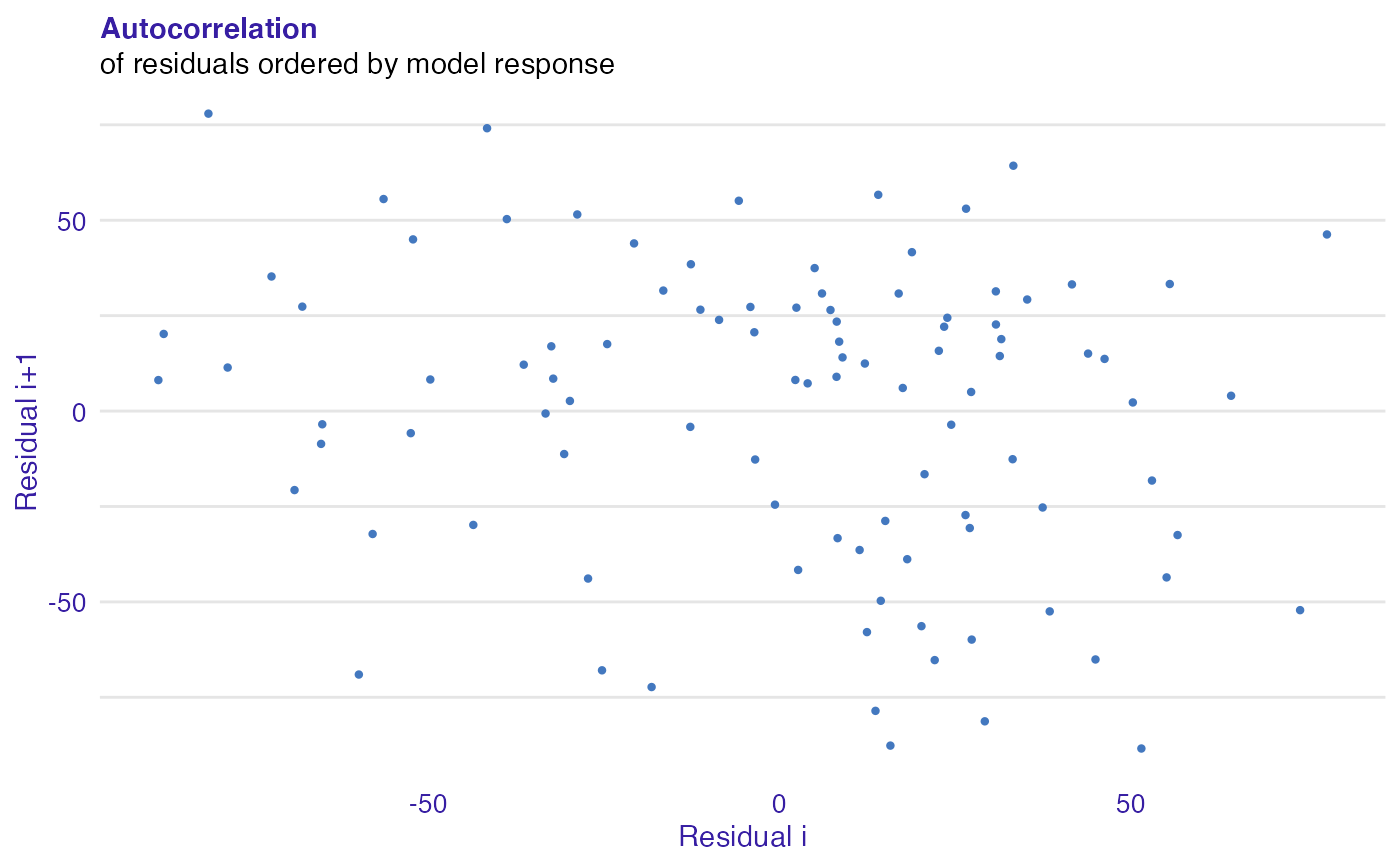 Autocorrelation
of residuals ordered by model response
Residual i+1
50
0
-50
-50 0 50
Residual i